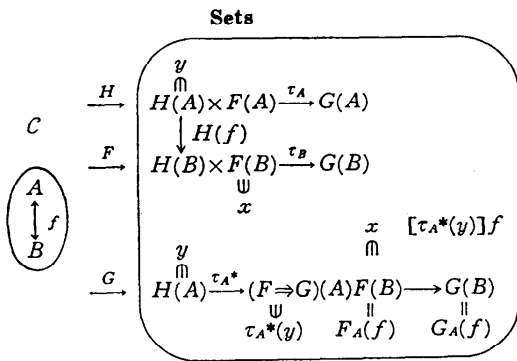 Sets
y
⋒
H → H(A) × F(A) —τ_A→ G(A)
C
↓ H(f)
F → H(B) × F(B) —τ_B→ G(B)
A
⋓
x
↕ f
B
y x [τ_A*(y)]f
⋒ ⋒
G → H(A) —τ_A*→ (F ⇒ G)(A) F(B) ⟶ G(B)
⋓ ॥ ॥
τ_A*(y) F_A(f) G_A(f)